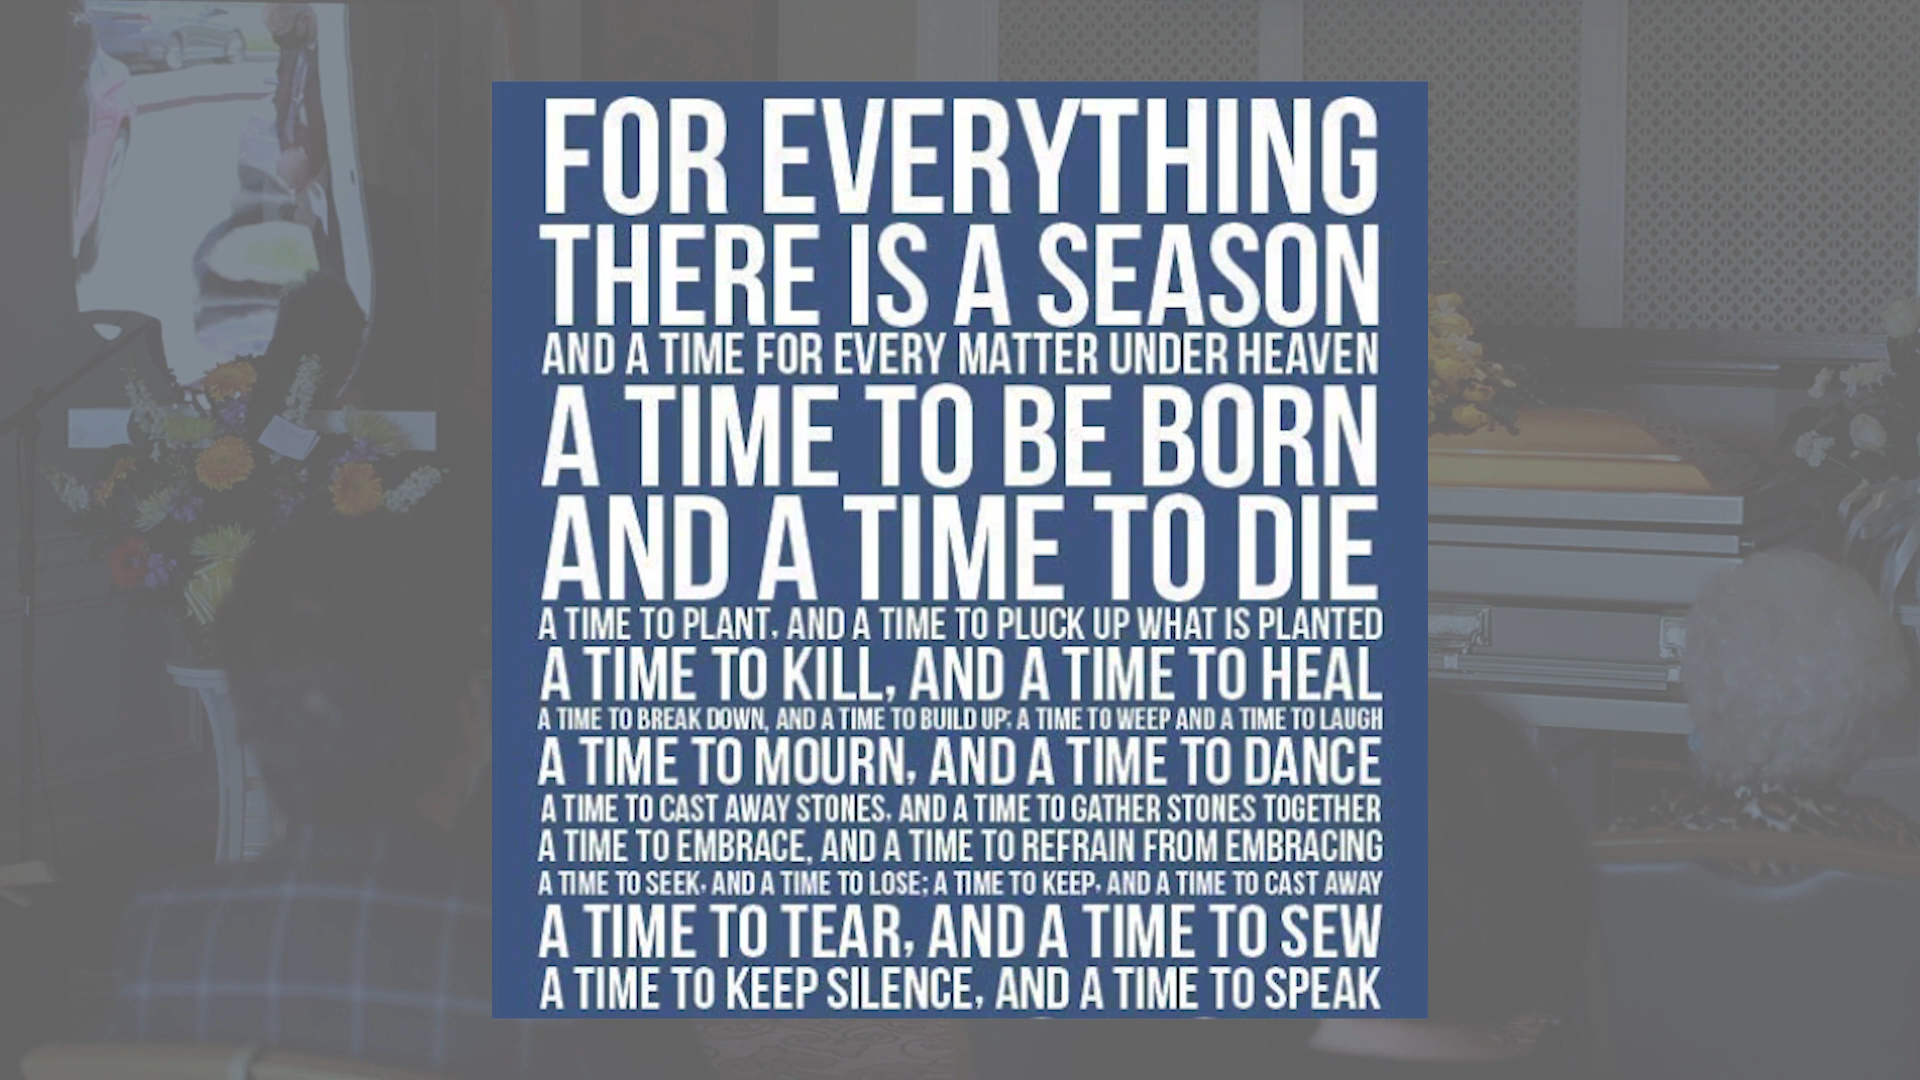 FOR EVERYTHING
THERE IS A SEASON
AND A TIME FOR EVERY MATTER UNDER HEAVEN
A TIME TO BE BORN
AND A TIME TO DIE
A TIME TO PLANT, AND A TIME TO PLUCK UP WHAT IS PLANTED
A TIME TO KILL, AND A TIME TO HEAL
A TIME TO BREAK DOWN, AND A TIME TO BUILD UP; A TIME TO WEEP AND A TIME TO LAUGH
A TIME TO MOURN, AND A TIME TO DANCE
A TIME TO CAST AWAY STONES, AND A TIME TO GATHER STONES TOGETHER
A TIME TO EMBRACE, AND A TIME TO REFRAIN FROM EMBRACING
A TIME TO SEEK, AND A TIME TO LOSE; A TIME TO KEEP, AND A TIME TO CAST AWAY
A TIME TO TEAR, AND A TIME TO SEW
A TIME TO KEEP SILENCE, AND A TIME TO SPEAK